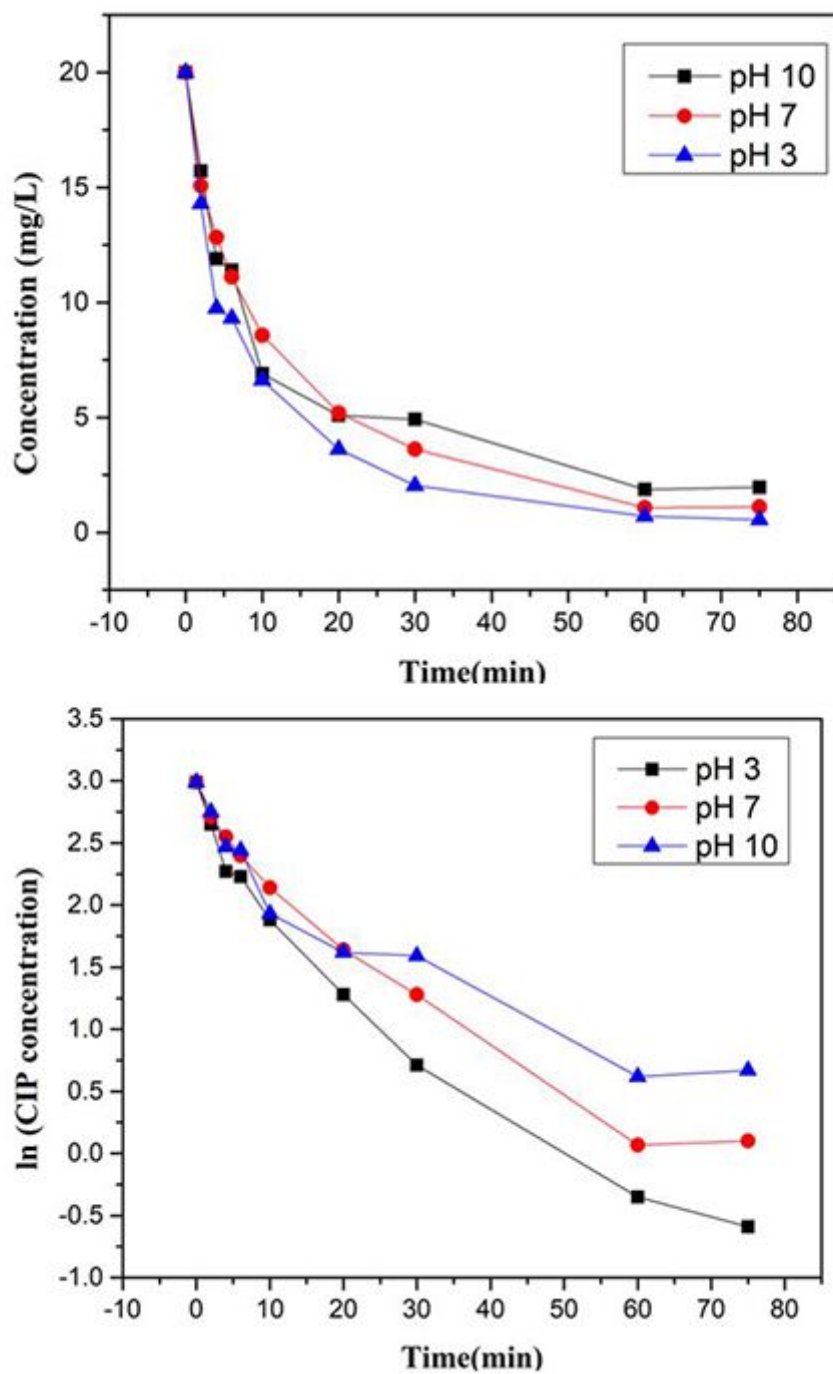 20
15
10
5
0
Concentration (mg/L)
pH 10
pH 7
pH 3
-10 0 10 20 30 40 50 60 70 80
Time(min)
3.5
3.0
2.5
2.0
1.5
1.0
0.5
0.0
-0.5
-1.0
ln (CIP concentration)
pH 3
pH 7
pH 10
-10 0 10 20 30 40 50 60 70 80
Time(min)